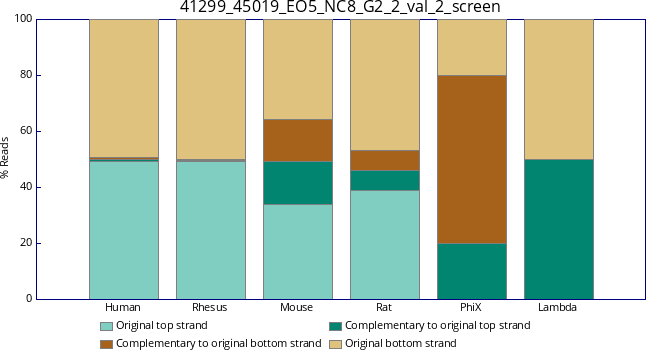 41299_45019_EO5_NC8_G2_2_val_2_screen
100
80
60
40
20
0
% Reads
Human Rhesus Mouse Rat PhiX Lambda
Original top strand Complementary to original top strand
Complementary to original bottom strand Original bottom strand